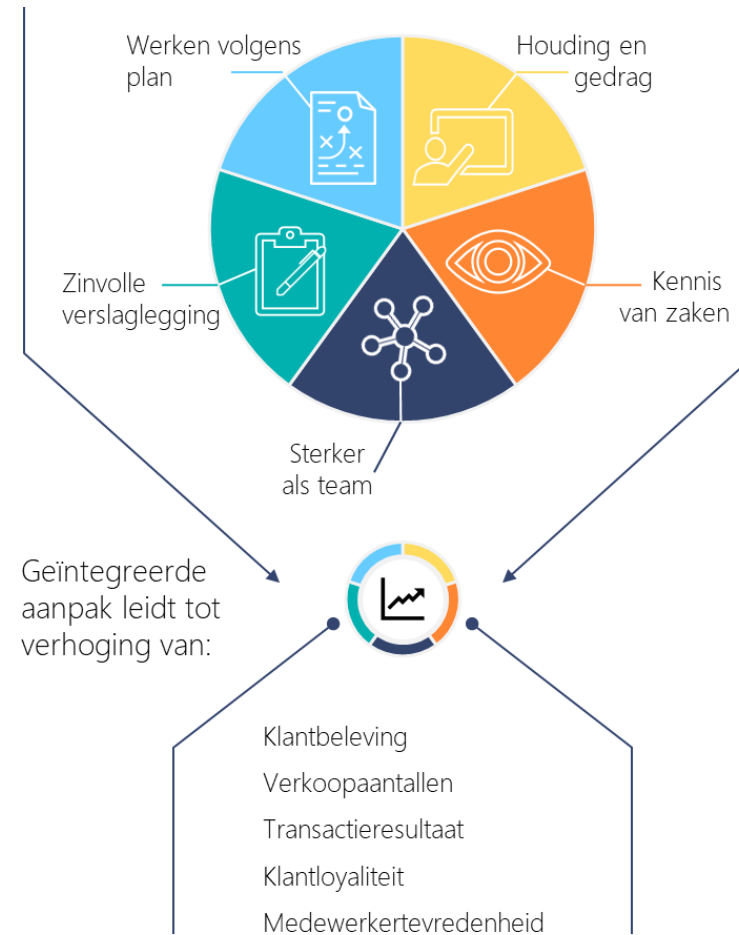 Werken volgens
plan
Houding en
gedrag
Zinvolle
verslaglegging
Kennis
van zaken
Sterker
als team
Geïntegreerde
aanpak leidt tot
verhoging van:
Klantbeleving
Verkoopaantallen
Transactieresultaat
Klantloyaliteit
Medewerkertevredenheid